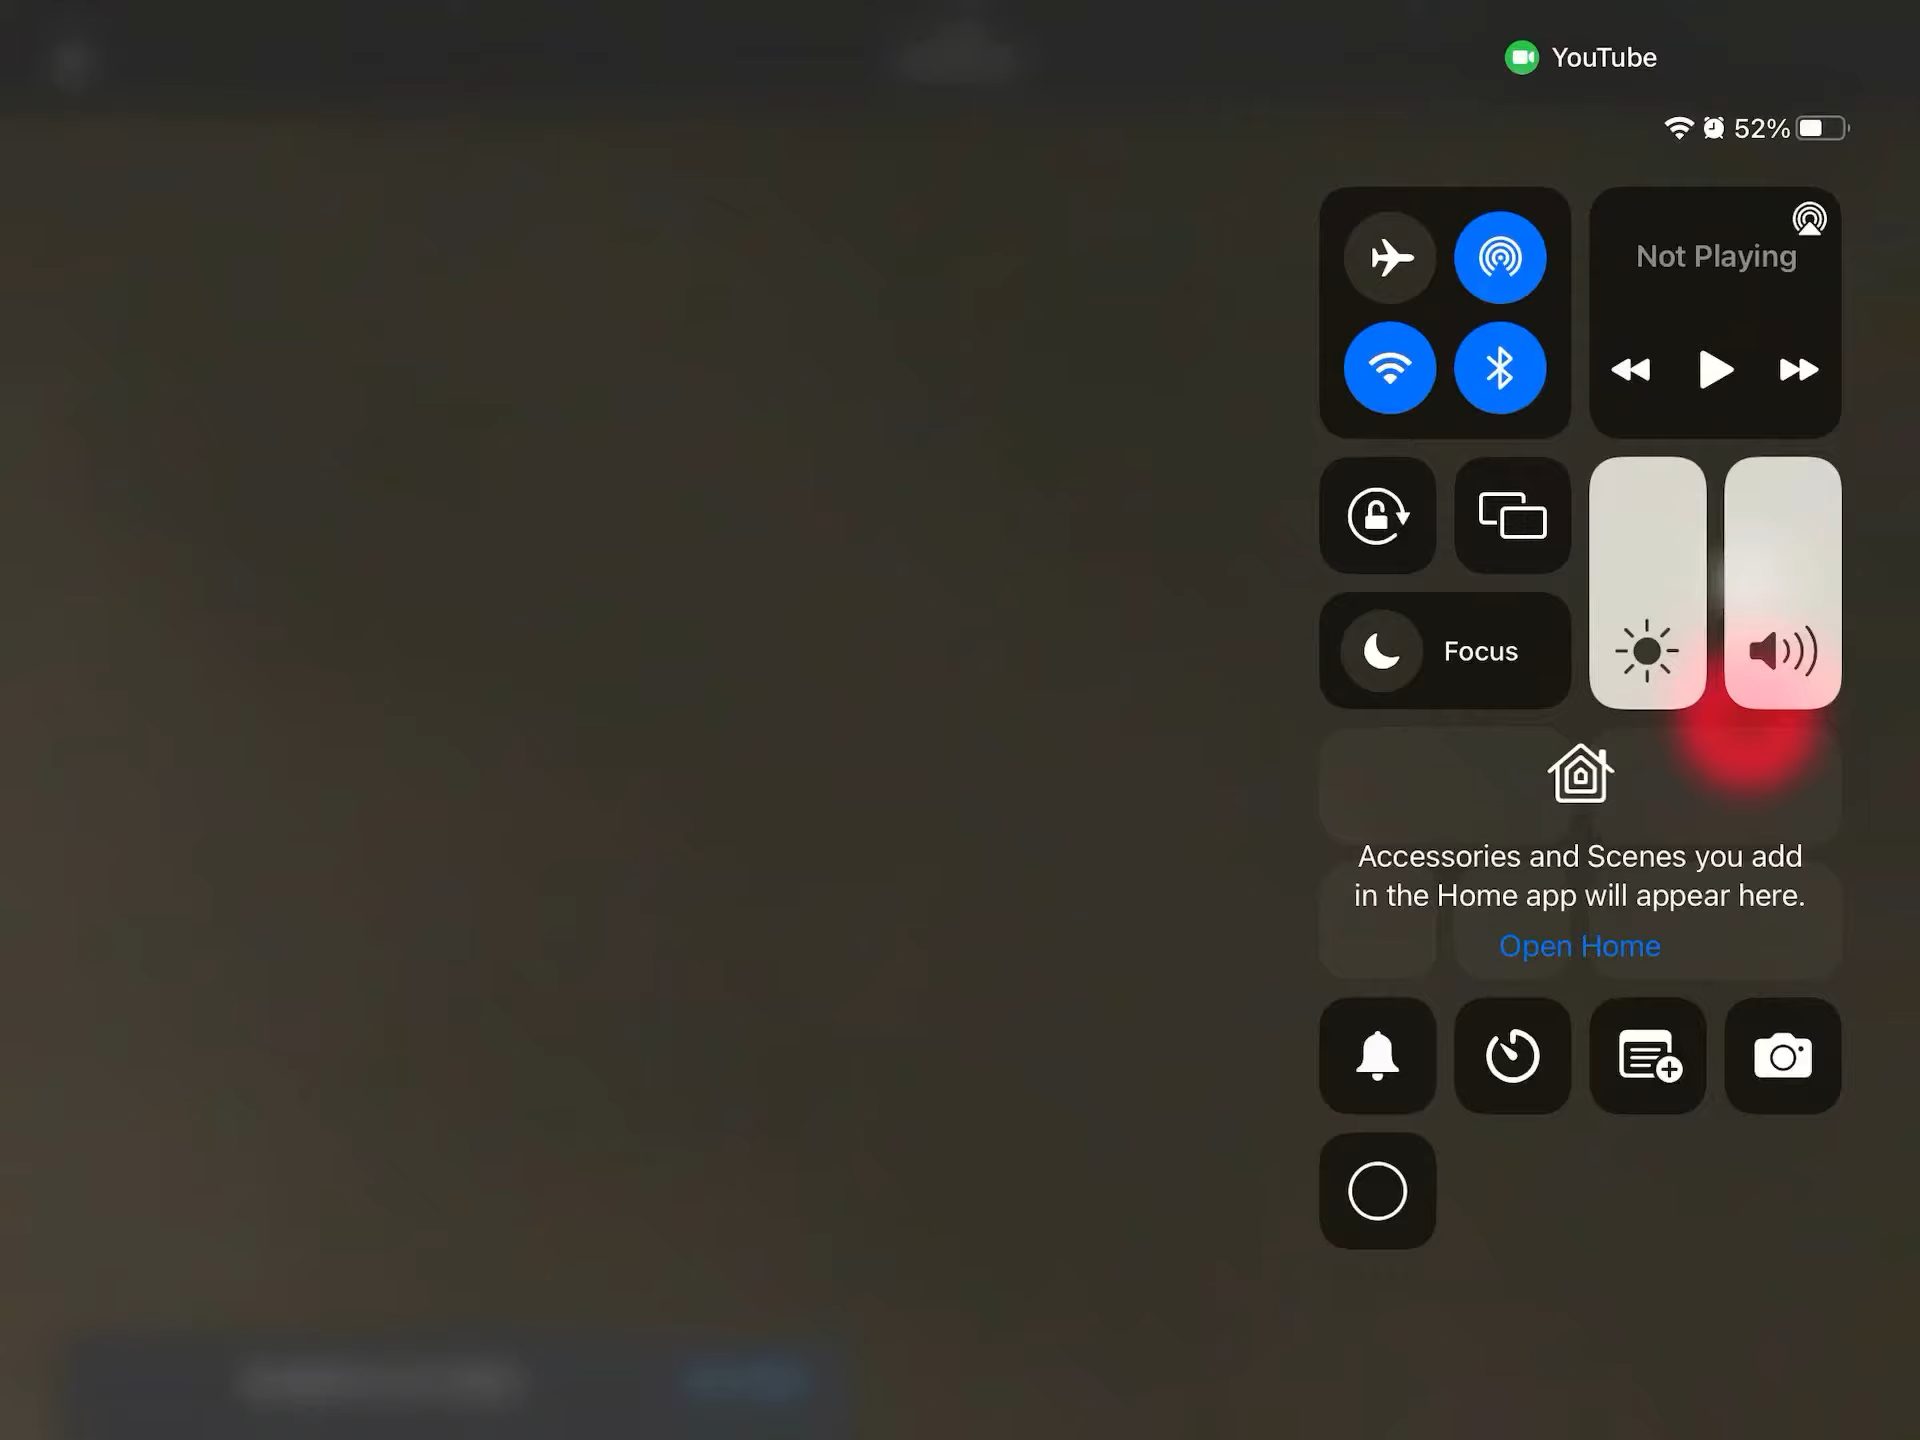 YouTube
52%
Not Playing
Focus
Accessories and Scenes you add
in the Home app will appear here.
Open Home